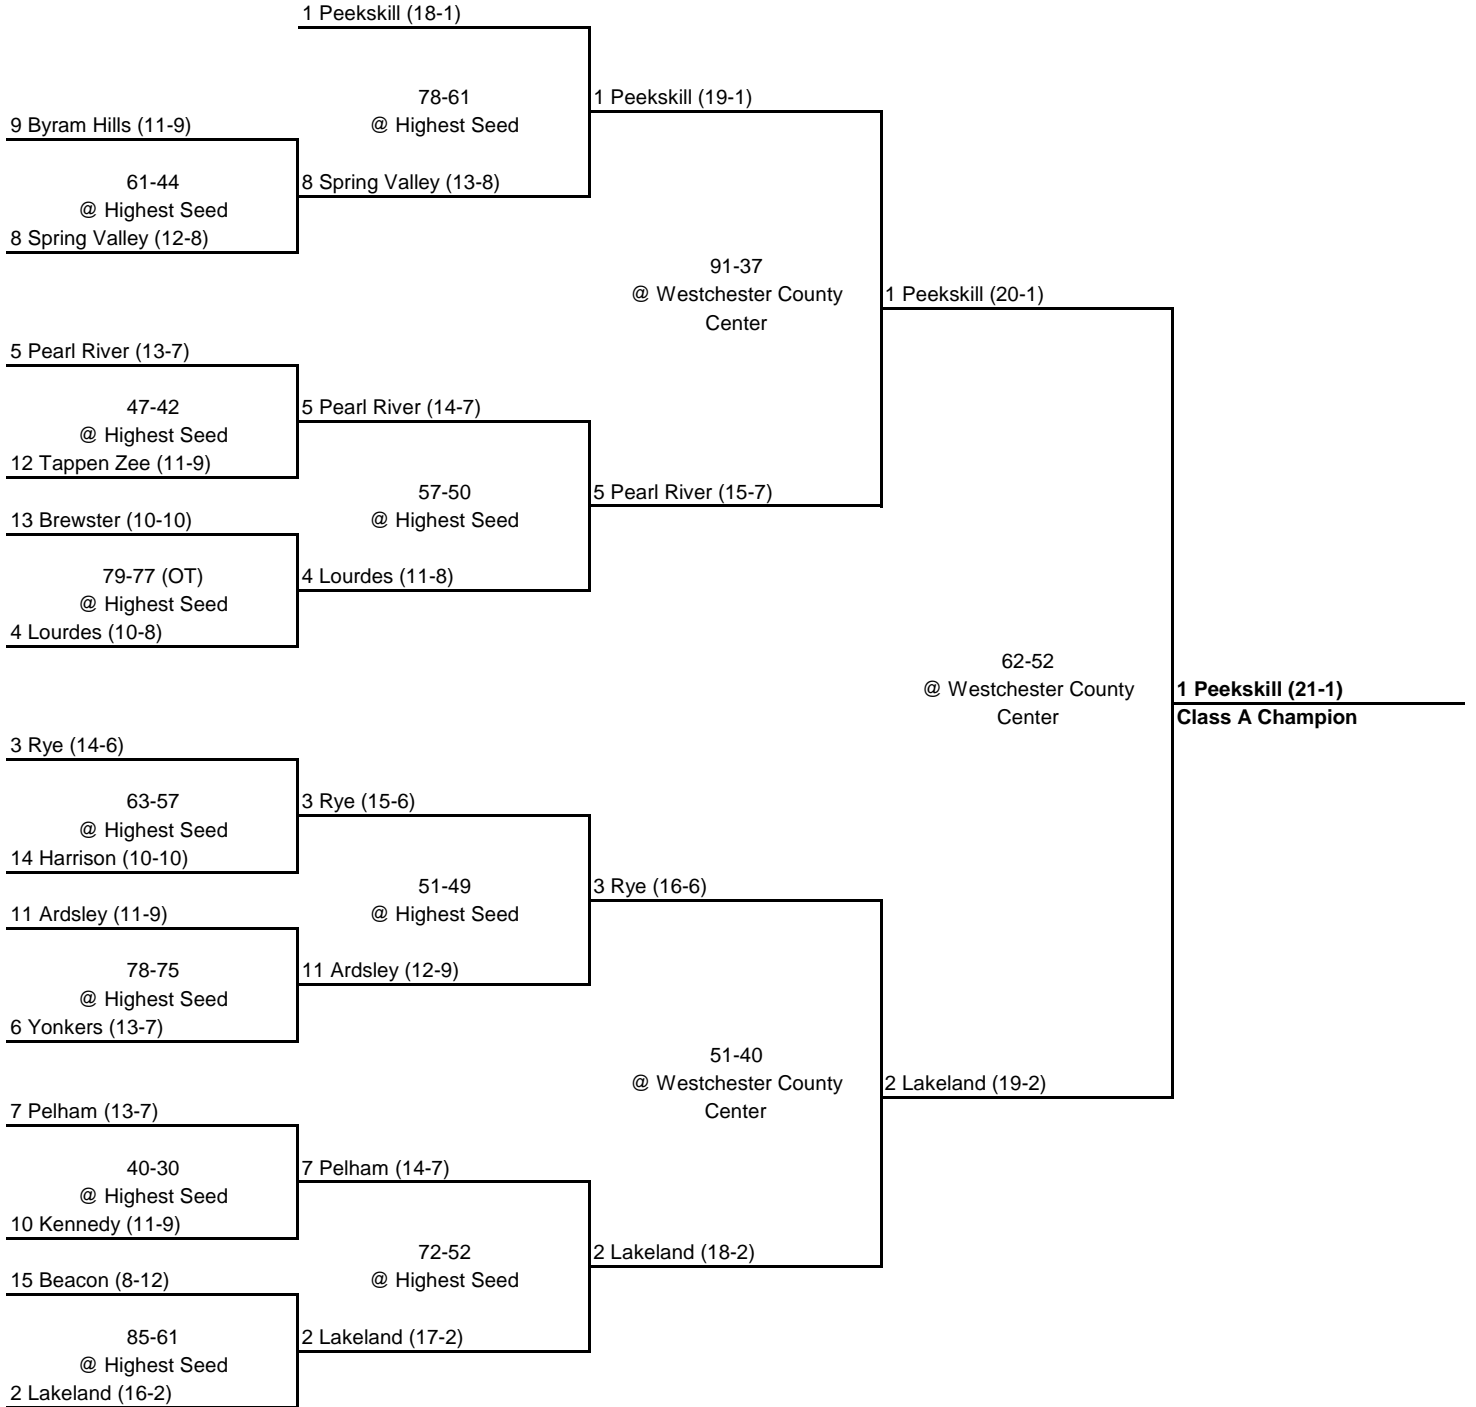 1 Peekskill (18-1)
78-61
@ Highest Seed
1 Peekskill (19-1)
9 Byram Hills (11-9)
61-44
@ Highest Seed
8 Spring Valley (13-8)
8 Spring Valley (12-8)
91-37
@ Westchester County
Center
1 Peekskill (20-1)
5 Pearl River (13-7)
47-42
@ Highest Seed
5 Pearl River (14-7)
12 Tappen Zee (11-9)
57-50
@ Highest Seed
5 Pearl River (15-7)
13 Brewster (10-10)
79-77 (OT)
@ Highest Seed
4 Lourdes (11-8)
4 Lourdes (10-8)
62-52
@ Westchester County
Center
1 Peekskill (21-1)
Class A Champion
3 Rye (14-6)
63-57
@ Highest Seed
3 Rye (15-6)
14 Harrison (10-10)
51-49
@ Highest Seed
3 Rye (16-6)
11 Ardsley (11-9)
78-75
@ Highest Seed
11 Ardsley (12-9)
6 Yonkers (13-7)
51-40
@ Westchester County
Center
2 Lakeland (19-2)
7 Pelham (13-7)
40-30
@ Highest Seed
7 Pelham (14-7)
10 Kennedy (11-9)
72-52
@ Highest Seed
2 Lakeland (18-2)
15 Beacon (8-12)
85-61
@ Highest Seed
2 Lakeland (17-2)
2 Lakeland (16-2)